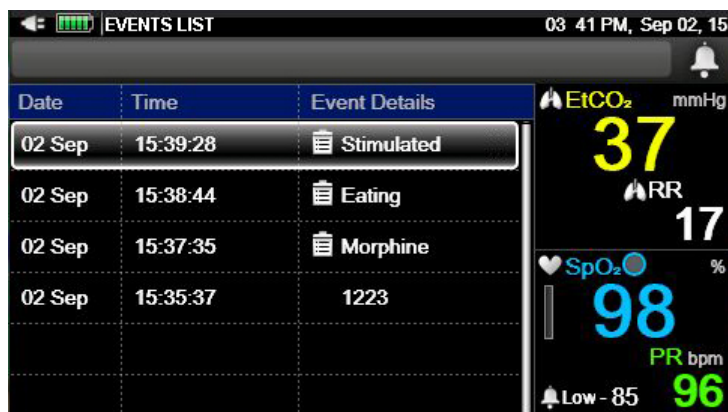 EVENTS LIST
03 41 PM, Sep 02, 15
Date Time Event Details
02 Sep 15:39:28 Stimulated
02 Sep 15:38:44 Eating
02 Sep 15:37:35 Morphine
02 Sep 15:35:37 1223
EtCO₂ mmHg
37
RR
17
SpO₂ %
98
PR bpm
Low - 85 96